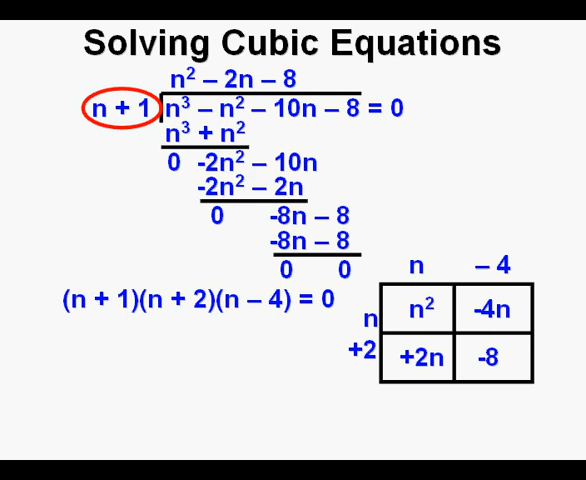 Solving Cubic Equations
n² – 2n – 8
n + 1 n³ – n² – 10n – 8 = 0
n³ + n²
0 -2n² – 10n
-2n² – 2n
0 -8n – 8
-8n – 8
0 0
(n + 1)(n + 2)(n – 4) = 0
n – 4
n n² -4n
+2 +2n -8